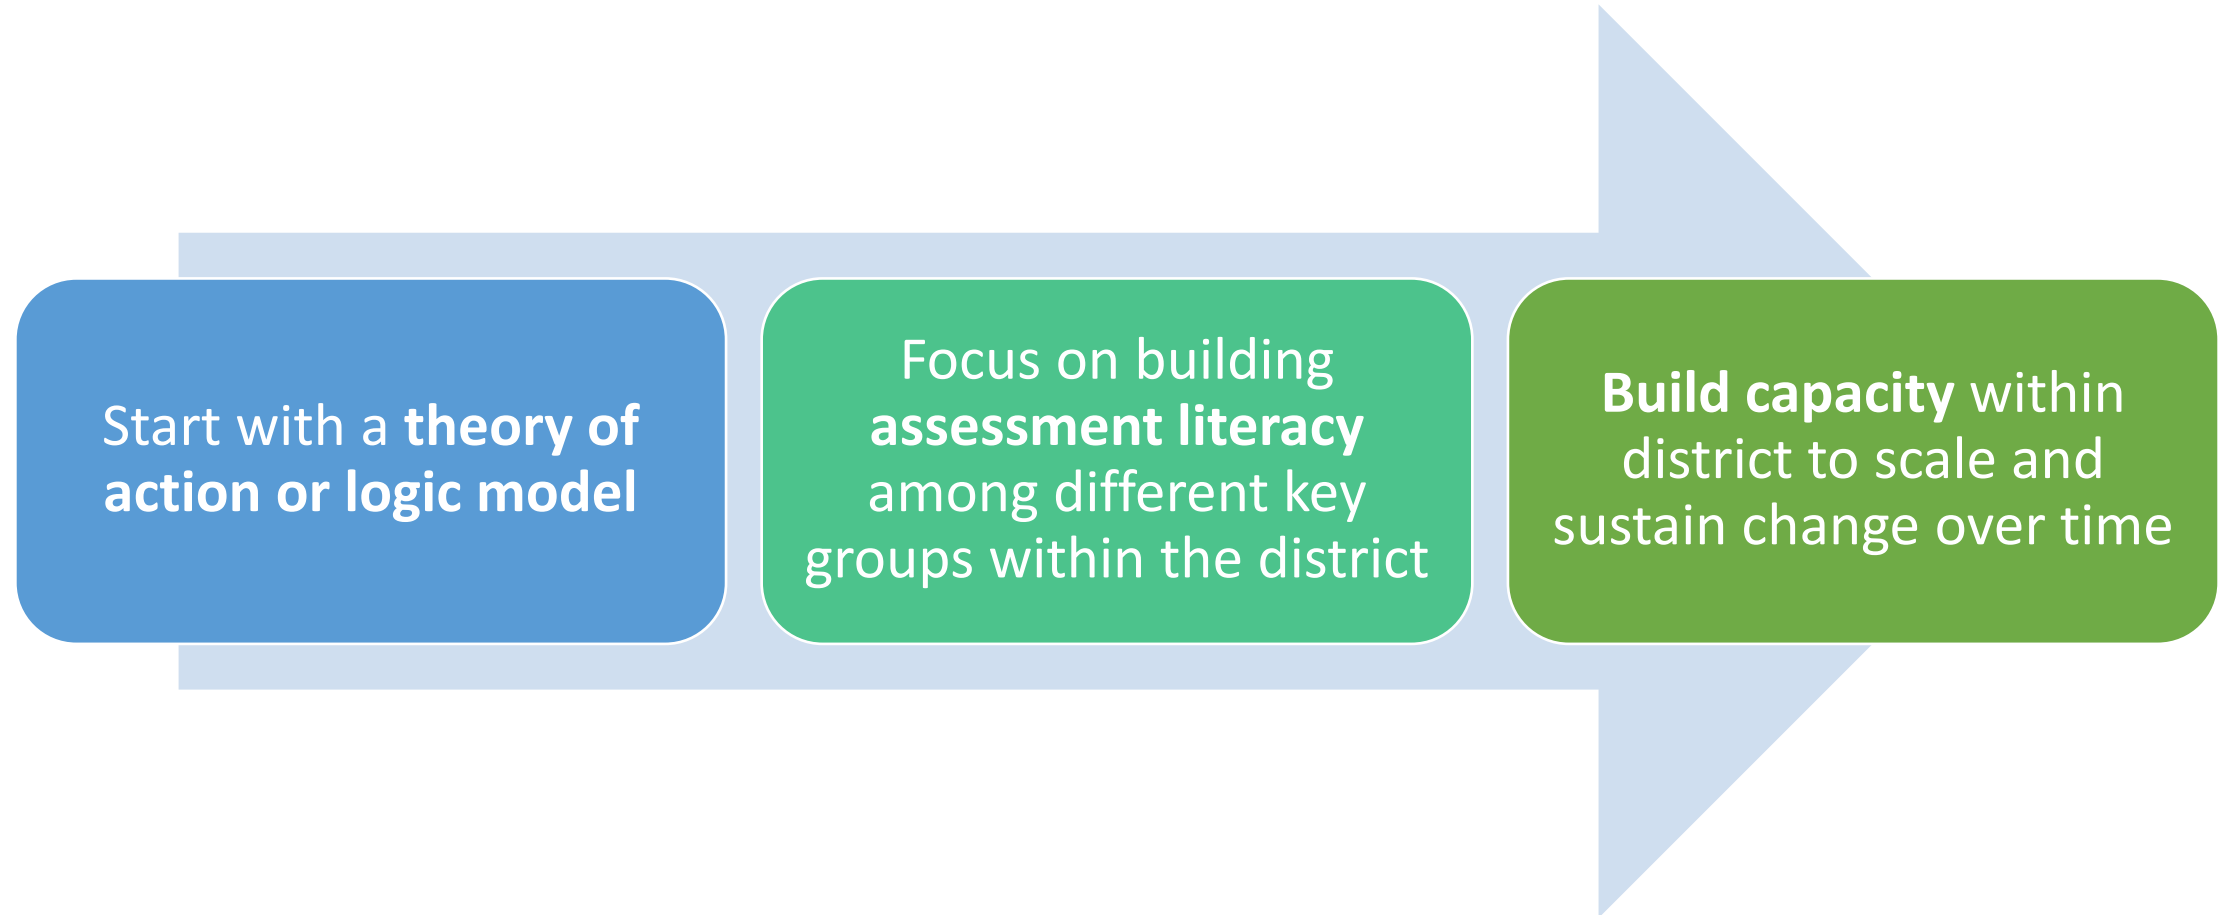 Start with a theory of
action or logic model
Focus on building
assessment literacy
among different key
groups within the district
Build capacity within
district to scale and
sustain change over time